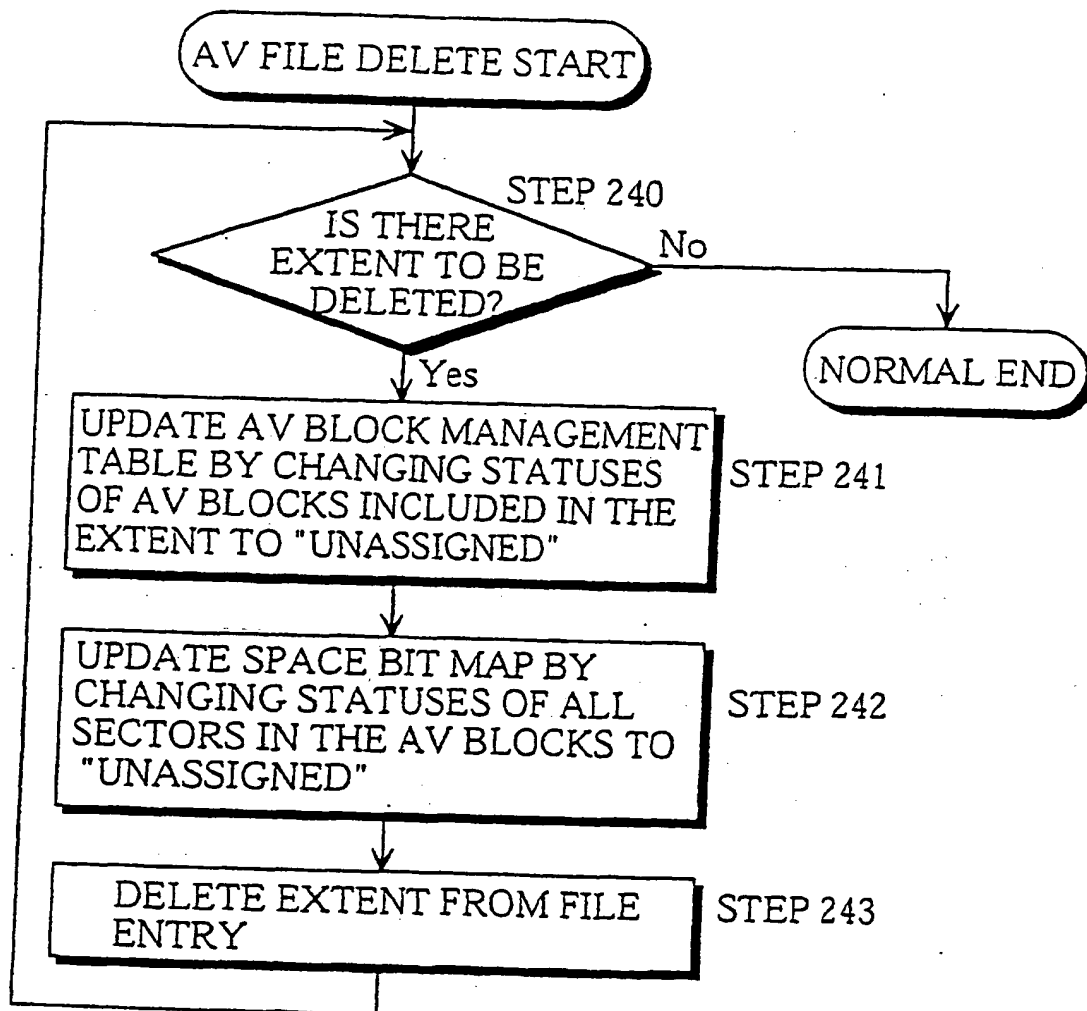 AV FILE DELETE START
STEP 240
IS THERE
EXTENT TO BE
DELETED?
No
NORMAL END
Yes
UPDATE AV BLOCK MANAGEMENT
TABLE BY CHANGING STATUSES
OF AV BLOCKS INCLUDED IN THE
EXTENT TO "UNASSIGNED"
STEP 241
UPDATE SPACE BIT MAP BY
CHANGING STATUSES OF ALL
SECTORS IN THE AV BLOCKS TO
"UNASSIGNED"
STEP 242
DELETE EXTENT FROM FILE
ENTRY
STEP 243